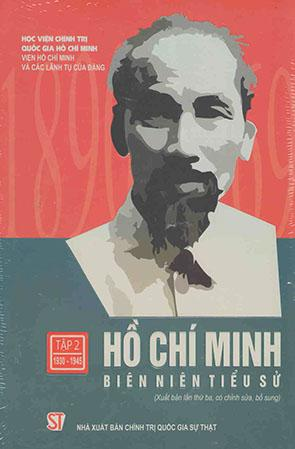 HỌC VIỆN CHÍNH TRỊ
QUỐC GIA HỒ CHÍ MINH
VIỆN HỒ CHÍ MINH
VÀ CÁC LÃNH TỤ CỦA ĐẢNG
1890
69
TẬP 2
1930 - 1945
HỒ CHÍ MINH
BIÊN NIÊN TIỂU SỬ
(Xuất bản lần thứ ba, có chỉnh sửa, bổ sung)
ST
NHÀ XUẤT BẢN CHÍNH TRỊ QUỐC GIA SỰ THẬT